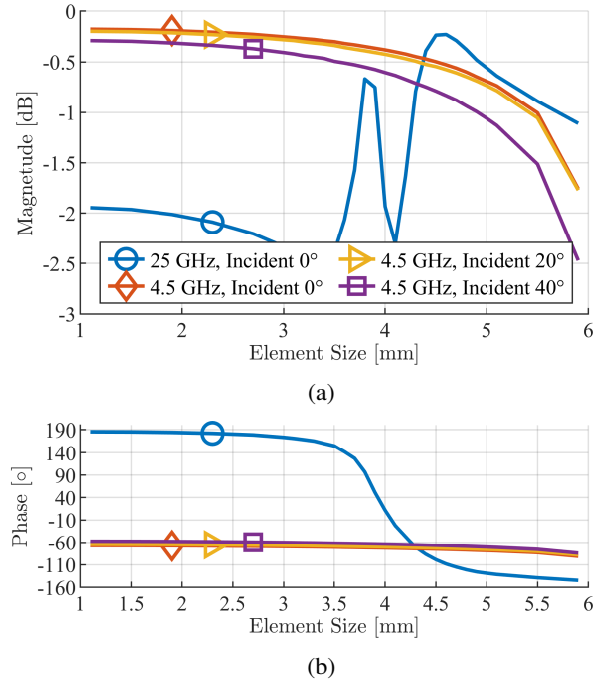 0
-0.5
-1
-1.5
-2
-2.5
-3
Magnetude [dB]
25 GHz, Incident 0°
4.5 GHz, Incident 20°
4.5 GHz, Incident 0°
4.5 GHz, Incident 40°
1 2 3 4 5 6
Element Size [mm]
(a)
190
140
90
40
-10
-60
-110
-160
Phase [○]
1 1.5 2 2.5 3 3.5 4 4.5 5 5.5 6
Element Size [mm]
(b)